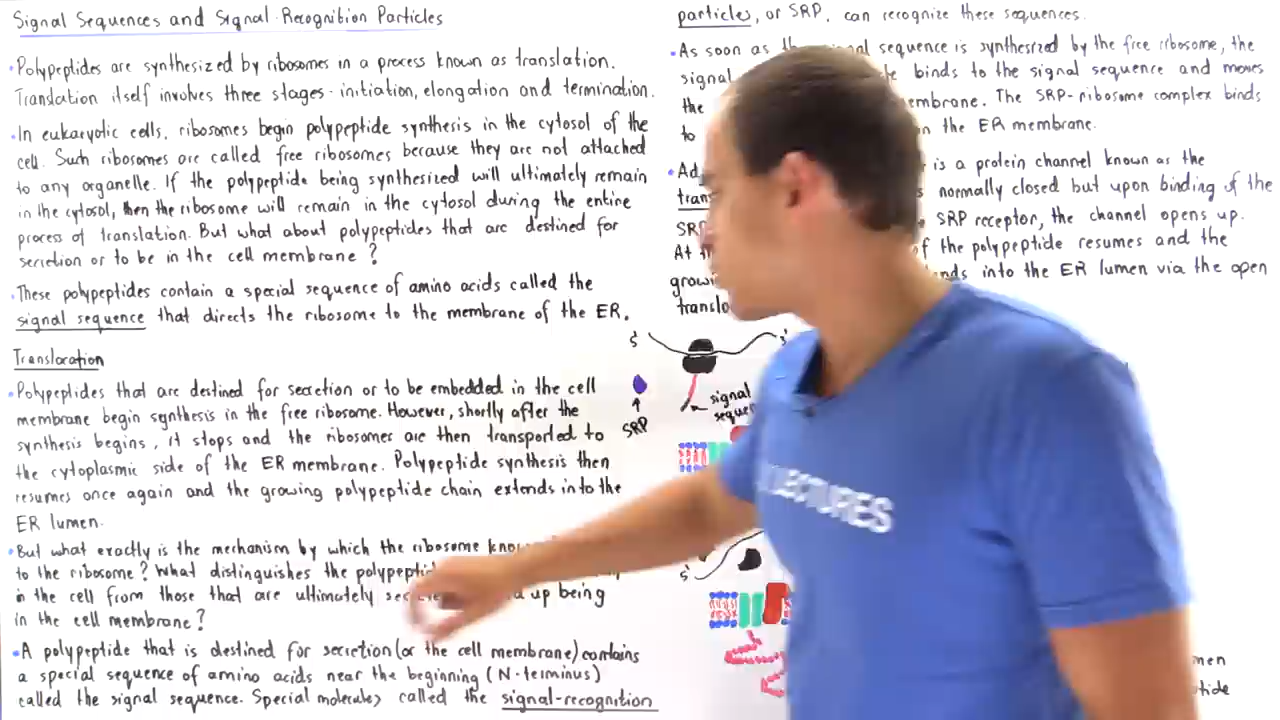 Signal Sequences and Signal-Recognition Particles
• Polypeptides are synthesized by ribosomes in a process known as translation.
Translation itself involves three stages - initiation, elongation and termination.
• In eukaryotic cells, ribosomes begin polypeptide synthesis in the cytosol of the
cell. Such ribosomes are called free ribosomes because they are not attached
to any organelle. If the polypeptide being synthesized will ultimately remain
in the cytosol, then the ribosome will remain in the cytosol during the entire
process of translation. But what about polypeptides that are destined for
secretion or to be in the cell membrane?
• These polypeptides contain a special sequence of amino acids called the
signal sequence that directs the ribosome to the membrane of the ER.
Translocation
• Polypeptides that are destined for secretion or to be embedded in the cell
membrane begin synthesis in the free ribosome. However, shortly after the
synthesis begins, it stops and the ribosomes are then transported to
the cytoplasmic side of the ER membrane. Polypeptide synthesis then
resumes once again and the growing polypeptide chain extends into the
ER lumen.
• But what exactly is the mechanism by which the ribosome
to the ribosome? What distinguishes the
in the cell from those that are ultimately up being
in the cell membrane?
• A polypeptide that is destined for secretion (or the cell membrane) contains
a special sequence of amino acids near the beginning (N-terminus)
called the signal sequence. Special molecules called the signal-recognition
particles, or SRP, can recognize these sequences.
• As soon as the sequence is synthesized by the free ribosome, the
signal binds to the signal sequence and moves
the The SRP-ribosome complex binds
to the ER membrane.
• is a protein channel known as the
normally closed but upon binding of the
SRP SRP receptor, the channel opens up.
At of the polypeptide resumes and the
into the ER lumen via the open
5'
3'
SRP
signal
5'
LECTURES